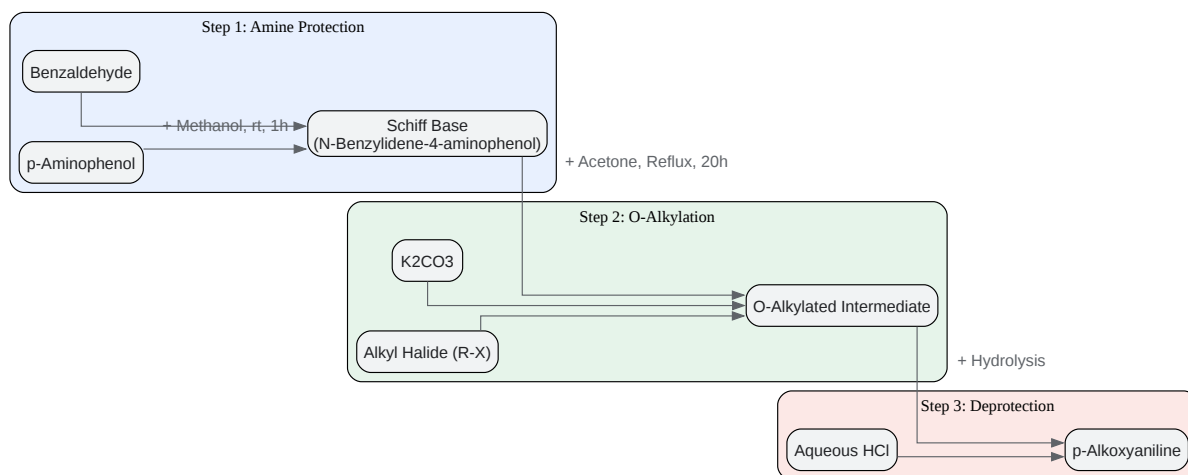 Step 1: Amine Protection
Benzaldehyde
+ Methanol, rt, 1h
Schiff Base
(N-Benzylidene-4-aminophenol)
p-Aminophenol
+ Acetone, Reflux, 20h
Step 2: O-Alkylation
K2CO3
O-Alkylated Intermediate
Alkyl Halide (R-X)
+ Hydrolysis
Step 3: Deprotection
Aqueous HCl
p-Alkoxyaniline